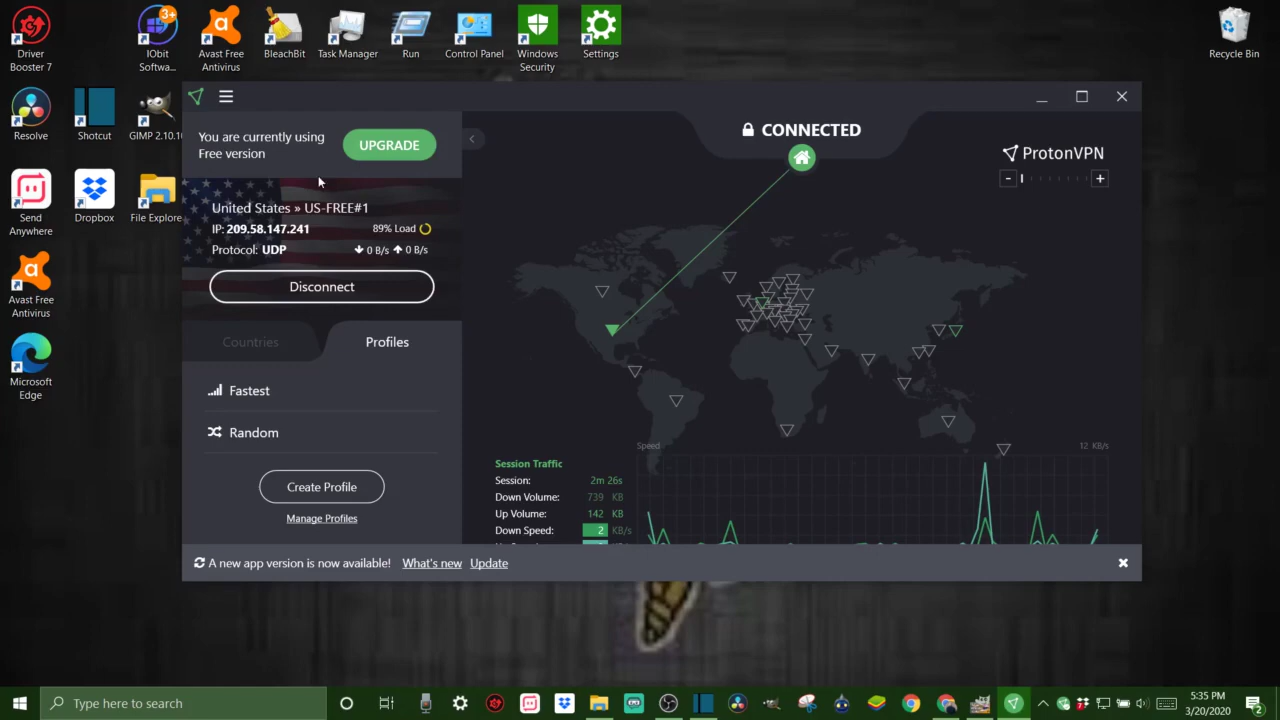 Driver
Booster 7
3+
IObit
Softwa...
Avast Free
Antivirus
BleachBit
Task Manager
Run
Control Panel
Windows
Security
Settings
Recycle Bin
Resolve
Shotcut
GIMP 2.10.1
Send
Anywhere
Dropbox
File Explore
Avast Free
Antivirus
Microsoft
Edge
You are currently using
Free version
UPGRADE
United States » US-FREE#1
IP: 209.58.147.241
89% Load
Protocol: UDP
0 B/s 0 B/s
Disconnect
Countries
Profiles
Fastest
Random
Create Profile
Manage Profiles
CONNECTED
ProtonVPN
- +
Speed
12 KB/s
Session Traffic
Session: 2m 26s
Down Volume: 739 KB
Up Volume: 142 KB
Down Speed: 2 KB/s
A new app version is now available! What's new Update
Type here to search
5:35 PM
3/20/2020
2